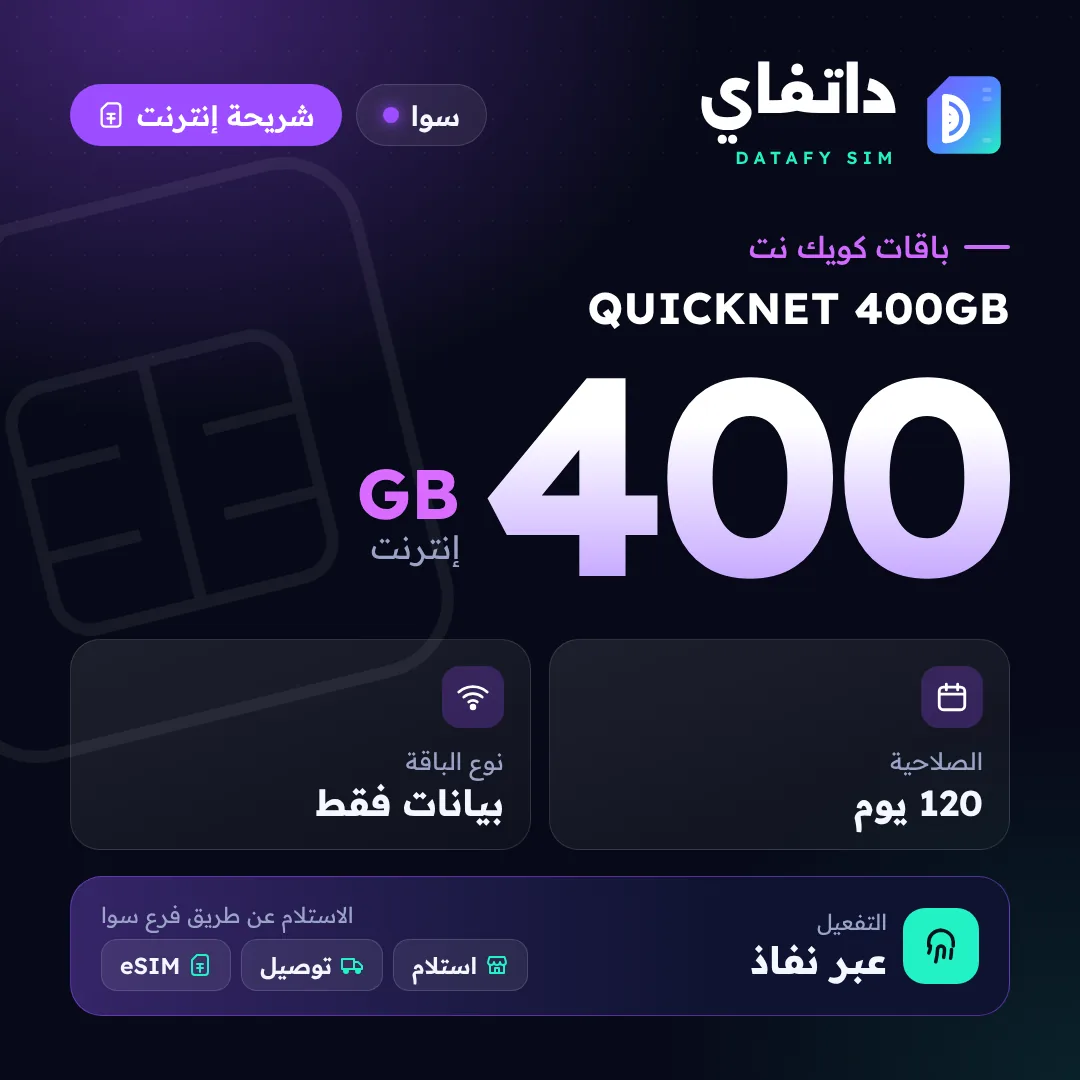 داتفاي
DATAFY SIM
سوا
شريحة إنترنت
باقات كويك نت
QUICKNET 400GB
400
GB
إنترنت
الصلاحية
120 يوم
نوع الباقة
بيانات فقط
التفعيل
عبر نفاذ
الاستلام عن طريق فرع سوا
استلام
توصيل
eSIM